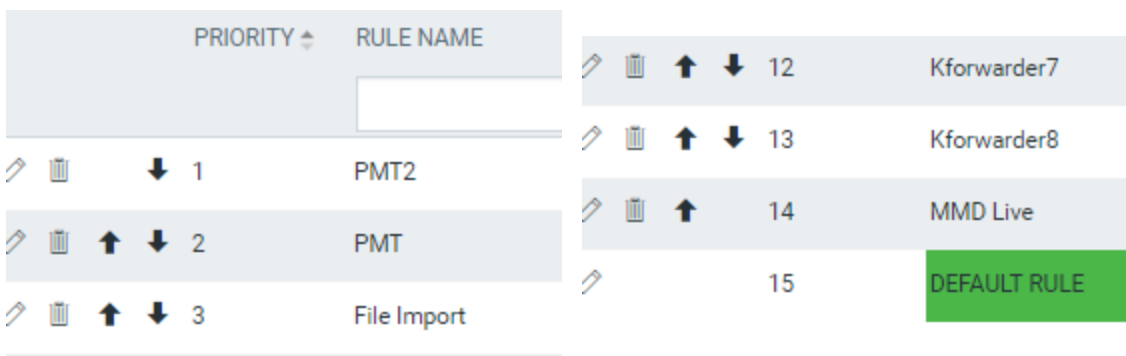 PRIORITY RULE NAME
1 PMT2
2 PMT
3 File Import
12 Kforwarder7
13 Kforwarder8
14 MMD Live
15 DEFAULT RULE